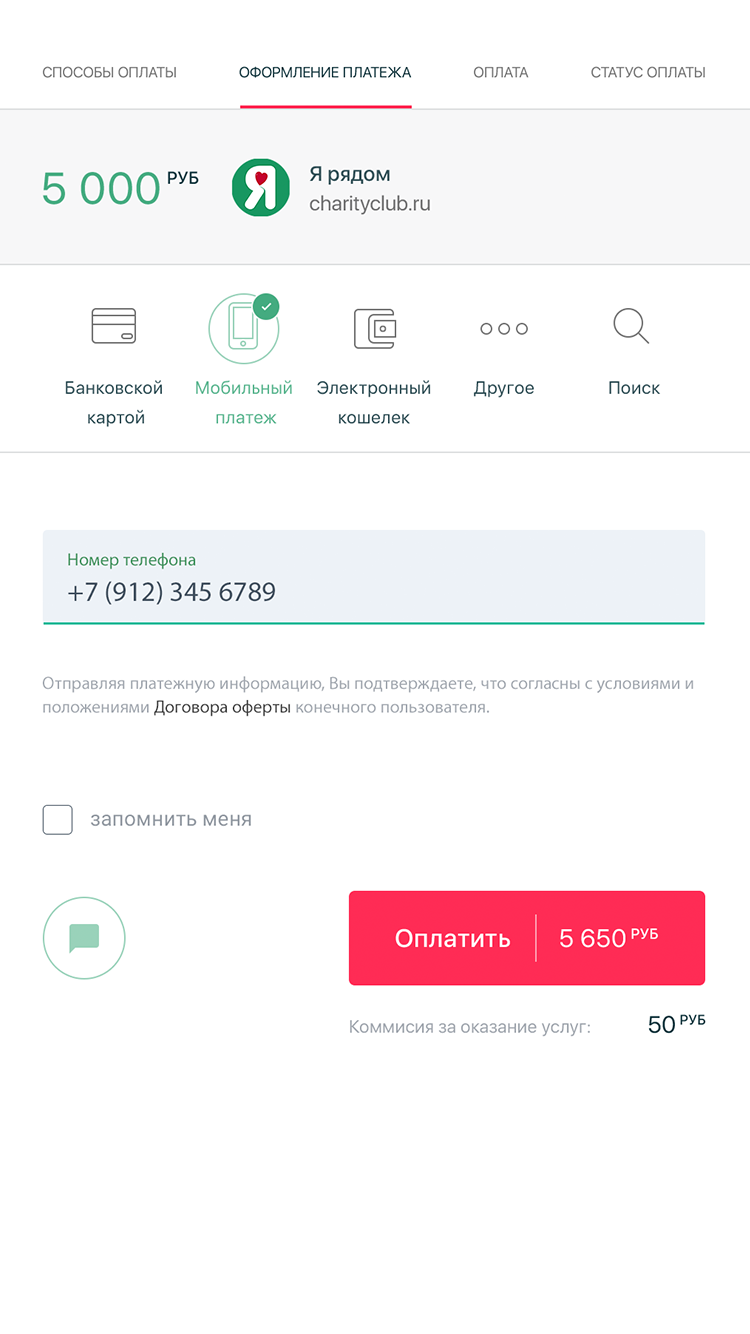 СПОСОБЫ ОПЛАТЫ ОФОРМЛЕНИЕ ПЛАТЕЖА ОПЛАТА СТАТУС ОПЛАТЫ
5 000 РУБ
Я
Я рядом
charityclub.ru
Банковской
картой
Мобильный
платеж
Электронный
кошелек
Другое
Поиск
Номер телефона
+7 (912) 345 6789
Отправляя платежную информацию, Вы подтверждаете, что согласны с условиями и
положениями Договора оферты конечного пользователя.
запомнить меня
Оплатить 5 650 РУБ
Коммисия за оказание услуг: 50 РУБ